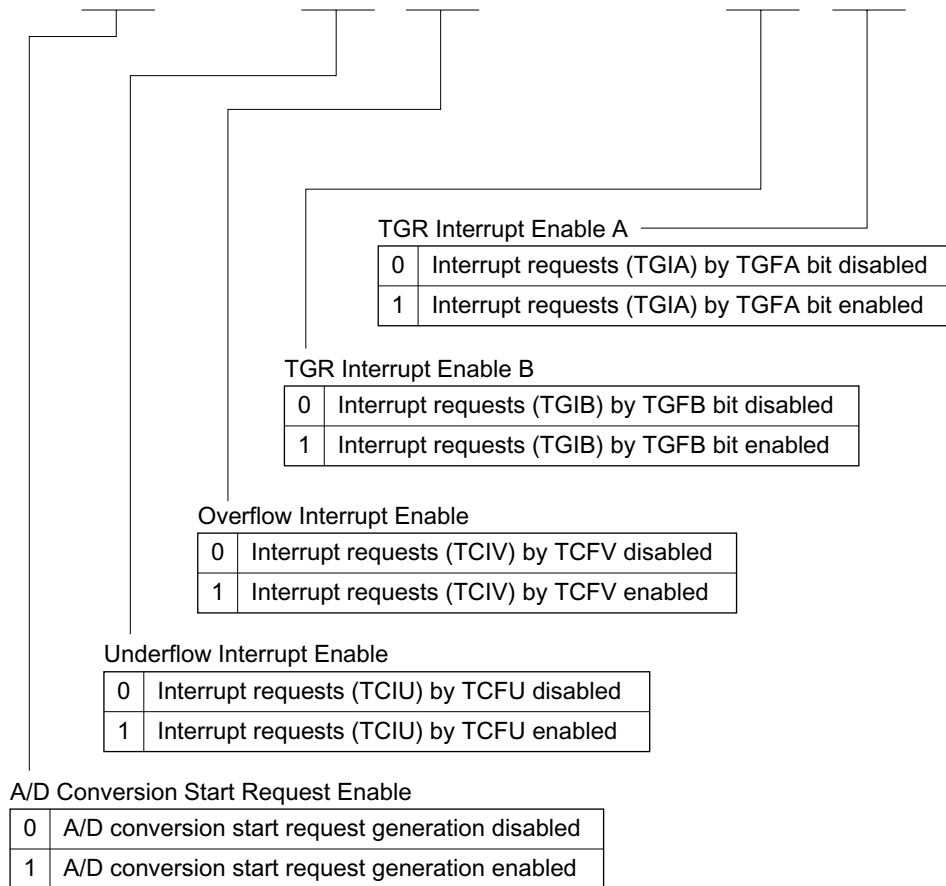 TGR Interrupt Enable A
0 Interrupt requests (TGIA) by TGFA bit disabled
1 Interrupt requests (TGIA) by TGFA bit enabled
TGR Interrupt Enable B
0 Interrupt requests (TGIB) by TGFB bit disabled
1 Interrupt requests (TGIB) by TGFB bit enabled
Overflow Interrupt Enable
0 Interrupt requests (TCIV) by TCFV disabled
1 Interrupt requests (TCIV) by TCFV enabled
Underflow Interrupt Enable
0 Interrupt requests (TCIU) by TCFU disabled
1 Interrupt requests (TCIU) by TCFU enabled
A/D Conversion Start Request Enable
0 A/D conversion start request generation disabled
1 A/D conversion start request generation enabled